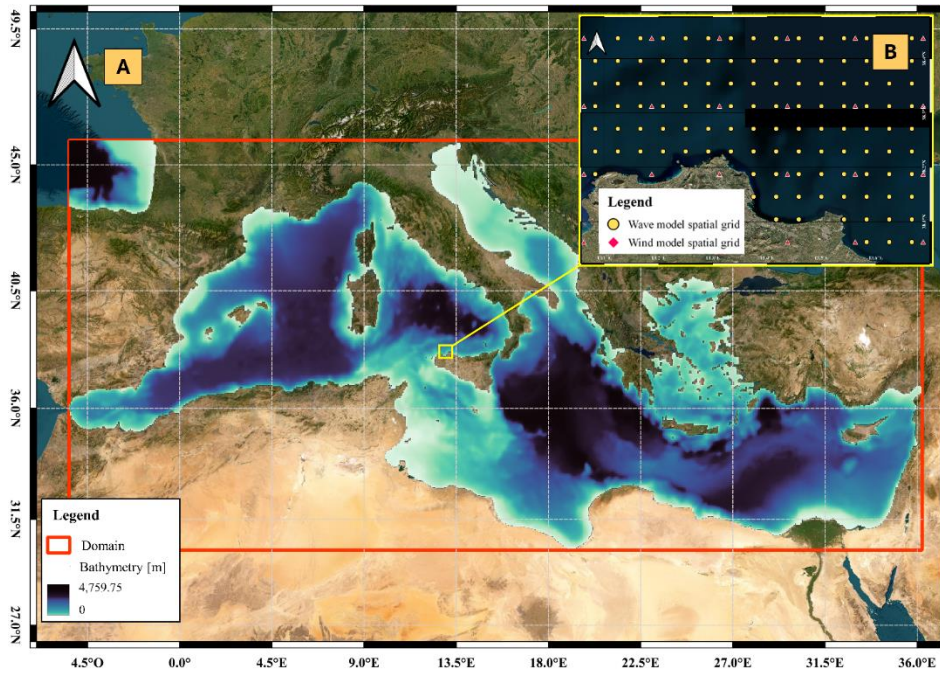 49.5°N
45.0°N
40.5°N
36.0°N
31.5°N
27.0°N
A
B
Legend
Wave model spatial grid
Wind model spatial grid
Legend
Domain
Bathymetry [m]
4,759.75
0
4.5°O
0.0°
4.5°E
9.0°E
13.5°E
18.0°E
22.5°E
27.0°E
31.5°E
36.0°E